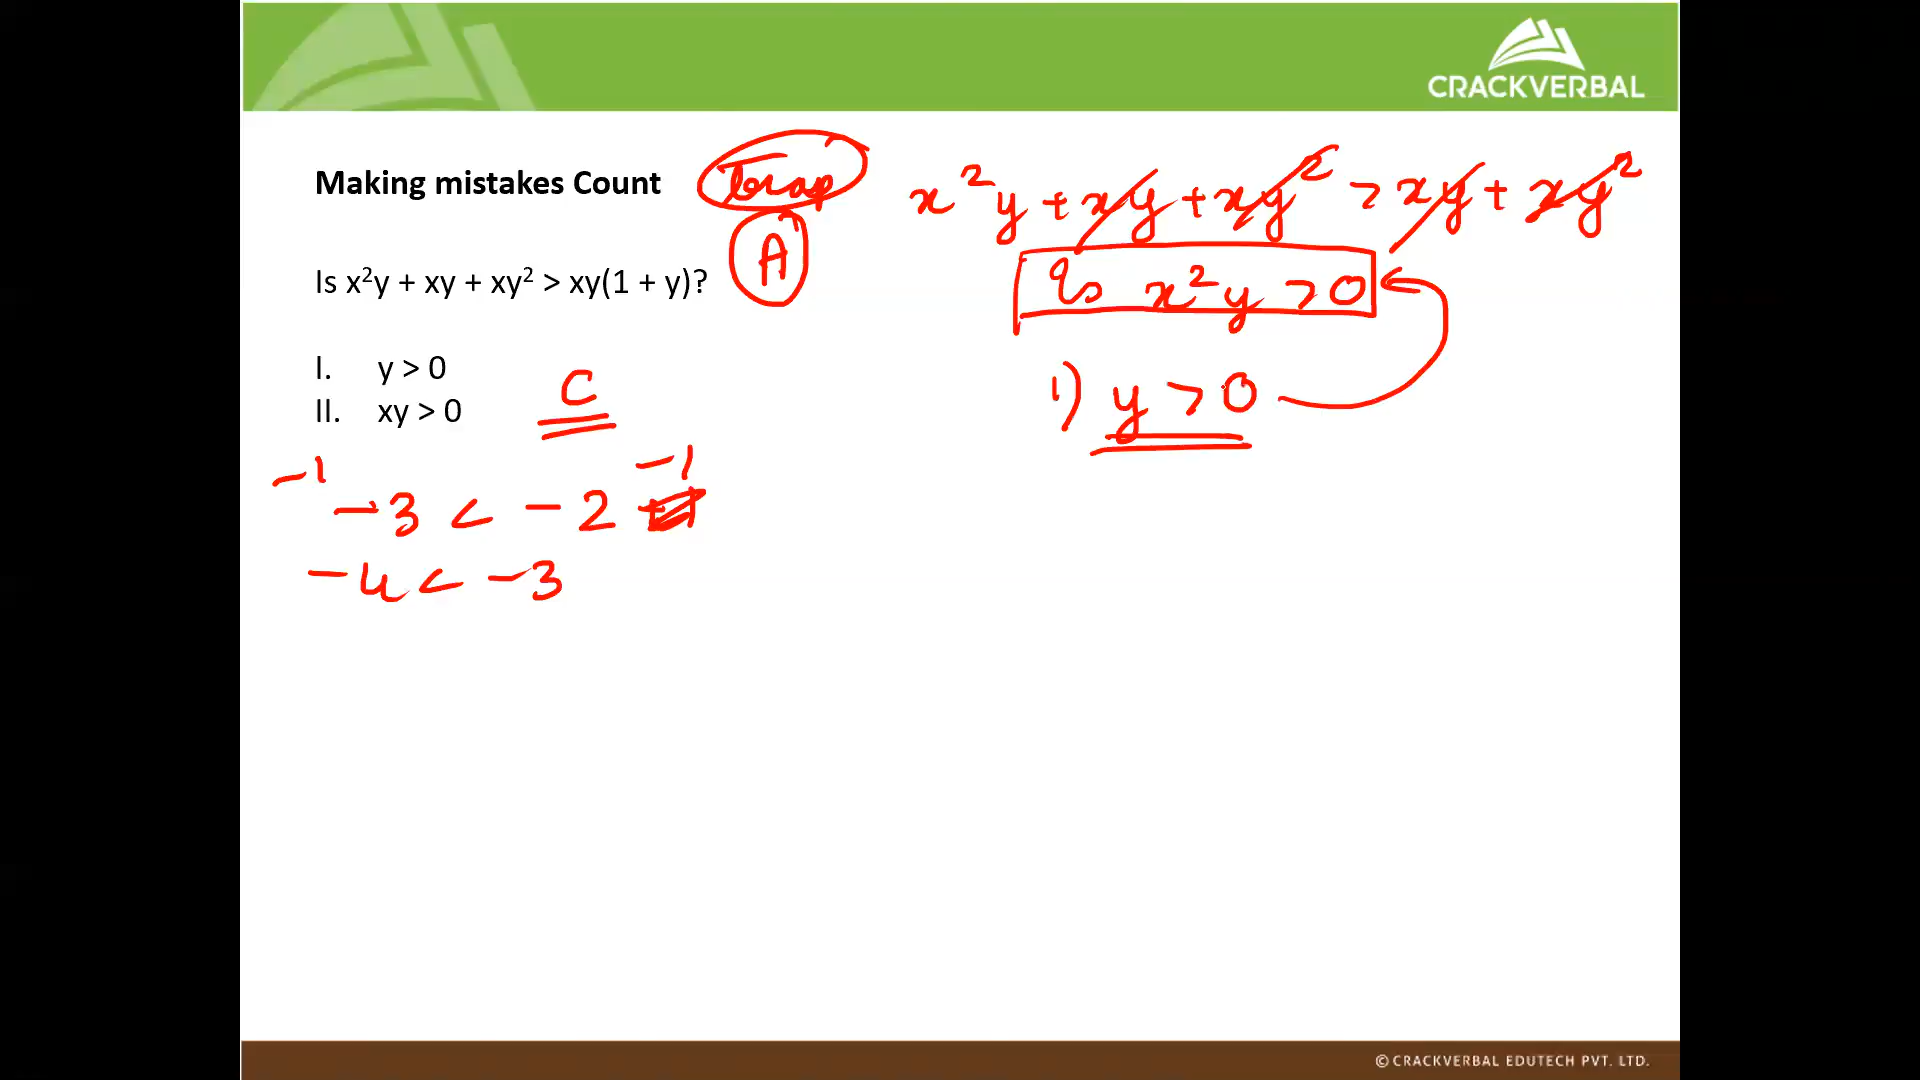 CRACKVERBAL
Making mistakes Count
Trap
A
x²y + xy + xy² > xy + xy²
Is x²y + xy + xy² > xy(1 + y)?
Is x²y > 0
I. y > 0
II. xy > 0
C
1) y > 0
-1 -1
-3 < -2
-4 < -3
© CRACKVERBAL EDUTECH PVT. LTD.